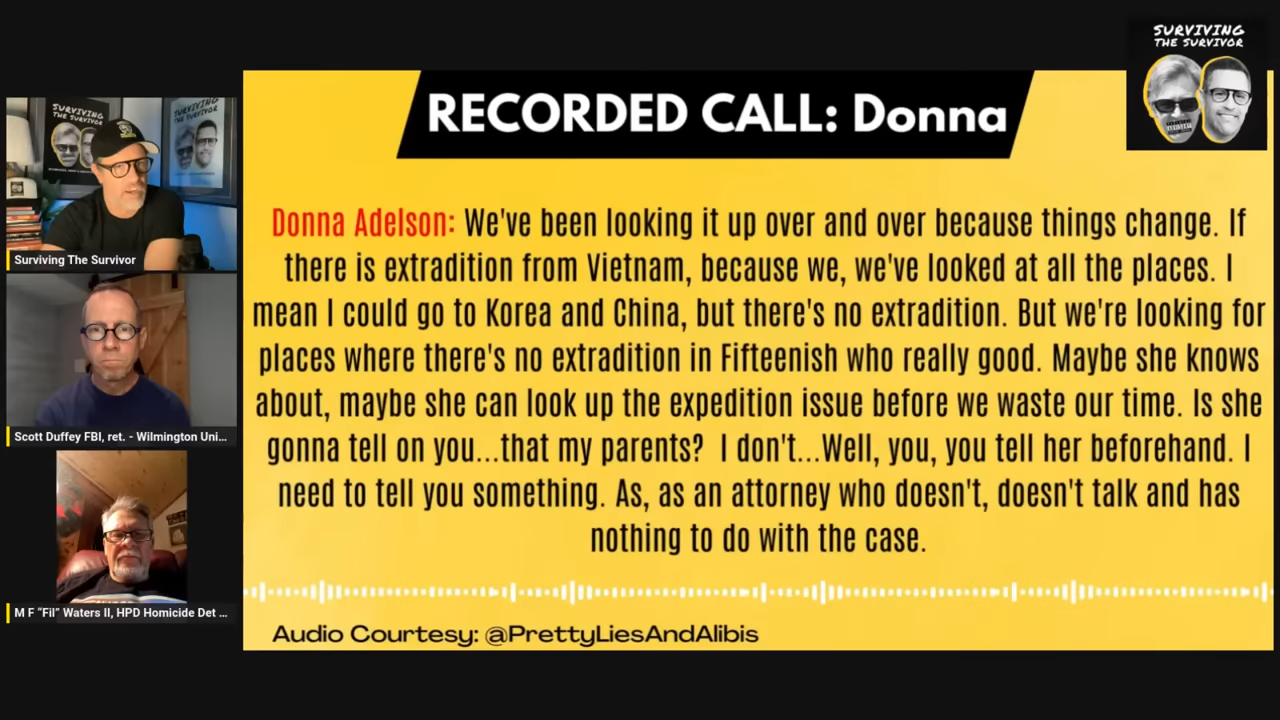 SURVIVING
THE SURVIVOR
RECORDED CALL: Donna
Donna Adelson: We've been looking it up over and over because things change. If
there is extradition from Vietnam, because we, we've looked at all the places. I
mean I could go to Korea and China, but there's no extradition. But we're looking for
places where there's no extradition in Fifteenish who really good. Maybe she knows
about, maybe she can look up the expedition issue before we waste our time. Is she
gonna tell on you...that my parents? I don't...Well, you, you tell her beforehand. I
need to tell you something. As, as an attorney who doesn't, doesn't talk and has
nothing to do with the case.
Audio Courtesy: @PrettyLiesAndAlibis
SURVIVING
THE SURVIVOR
SURVIVING
THE SURVIVOR
Surviving The Survivor
Scott Duffey FBI, ret. - Wilmington Uni...
M F “Fil” Waters II, HPD Homicide Det ...